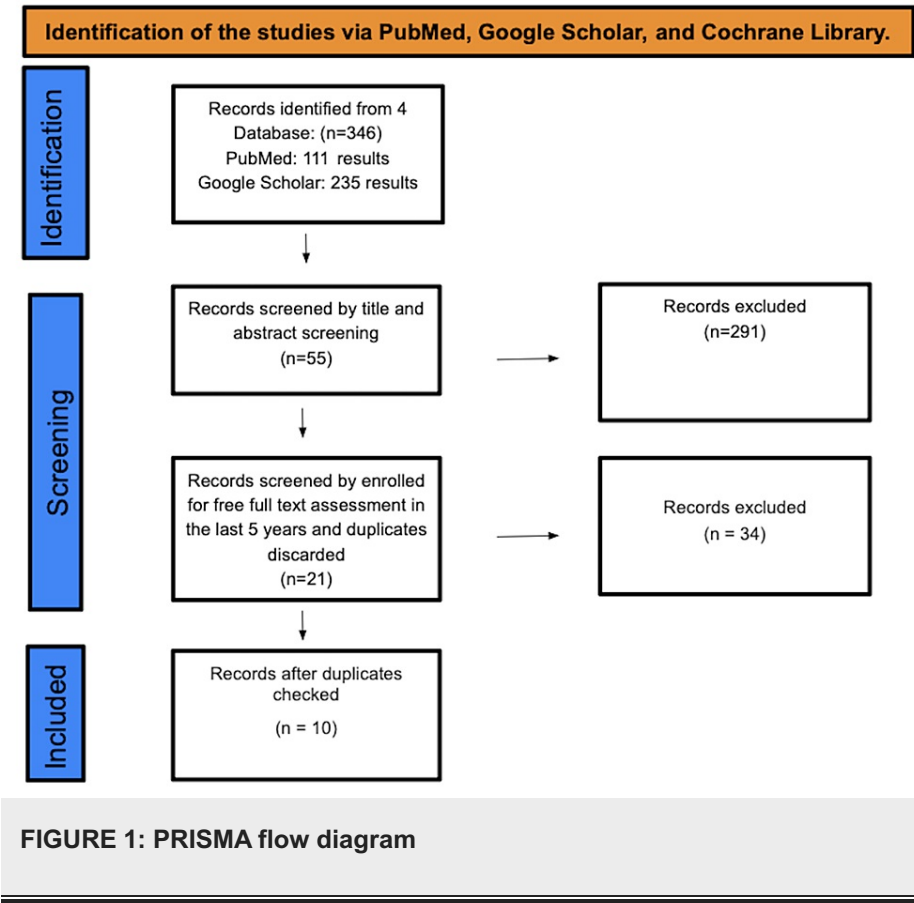 Identification of the studies via PubMed, Google Scholar, and Cochrane Library.
Identification
Records identified from 4
Database: (n=346)
PubMed: 111 results
Google Scholar: 235 results
Screening
Records screened by title and
abstract screening
(n=55)
Records excluded
(n=291)
Records screened by enrolled
for free full text assessment in
the last 5 years and duplicates
discarded
(n=21)
Records excluded
(n = 34)
Included
Records after duplicates
checked
(n = 10)
FIGURE 1: PRISMA flow diagram